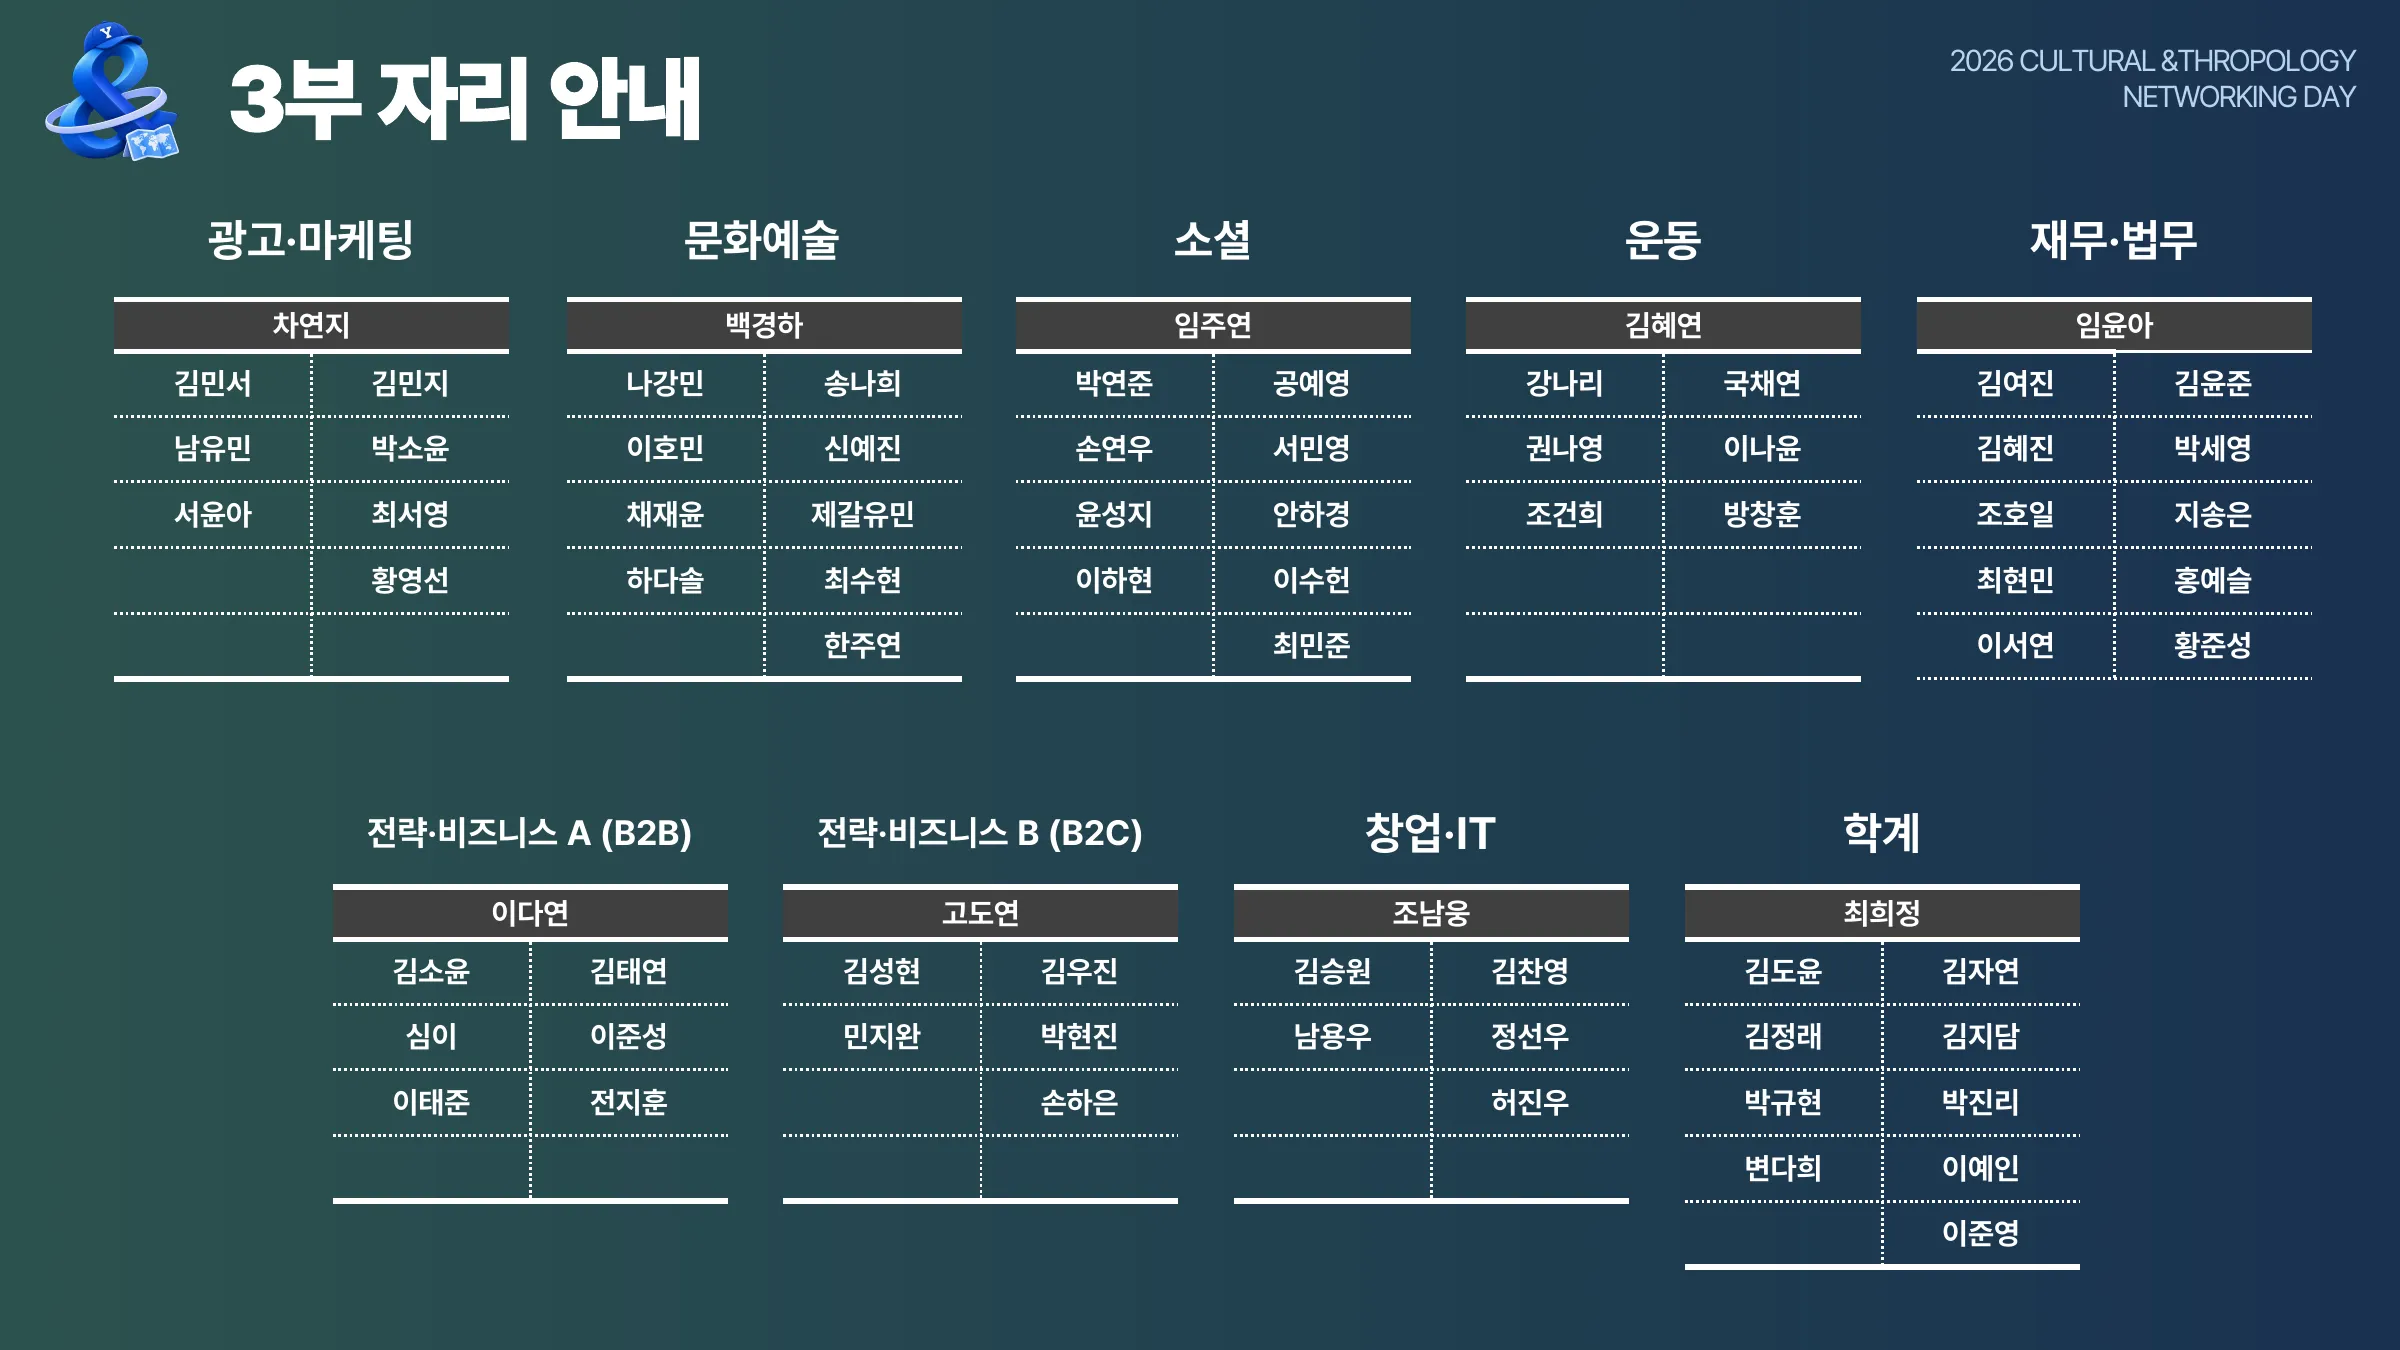 Y
3부 자리 안내
2026 CULTURAL &THROPOLOGY
NETWORKING DAY
광고·마케팅
차연지
김민서 김민지
남유민 박소윤
서윤아 최서영
황영선
문화예술
백경하
나강민 송나희
이호민 신예진
채재윤 제갈유민
하다솔 최수현
한주연
소셜
임주연
박연준 공예영
손연우 서민영
윤성지 안하경
이하현 이수헌
최민준
운동
김혜연
강나리 국채연
권나영 이나윤
조건희 방창훈
재무·법무
임윤아
김여진 김윤준
김혜진 박세영
조호일 지송은
최현민 홍예슬
이서연 황준성
전략·비즈니스 A (B2B)
이다연
김소윤 김태연
심이 이준성
이태준 전지훈
전략·비즈니스 B (B2C)
고도연
김성현 김우진
민지완 박현진
손하은
창업·IT
조남웅
김승원 김찬영
남용우 정선우
허진우
학계
최희정
김도윤 김자연
김정래 김지담
박규현 박진리
변다희 이예인
이준영